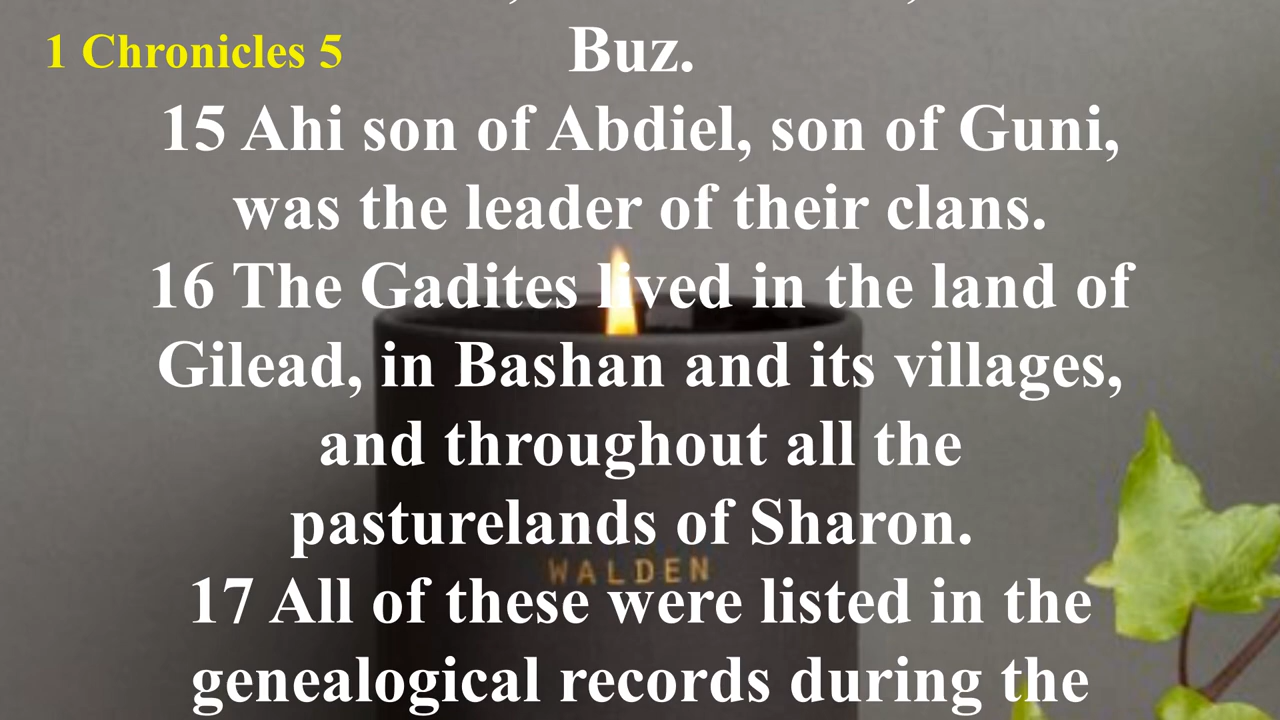 1 Chronicles 5
Buz.
15 Ahi son of Abdiel, son of Guni,
was the leader of their clans.
16 The Gadites lived in the land of
Gilead, in Bashan and its villages,
and throughout all the
pasturelands of Sharon.
WALDEN
17 All of these were listed in the
genealogical records during the